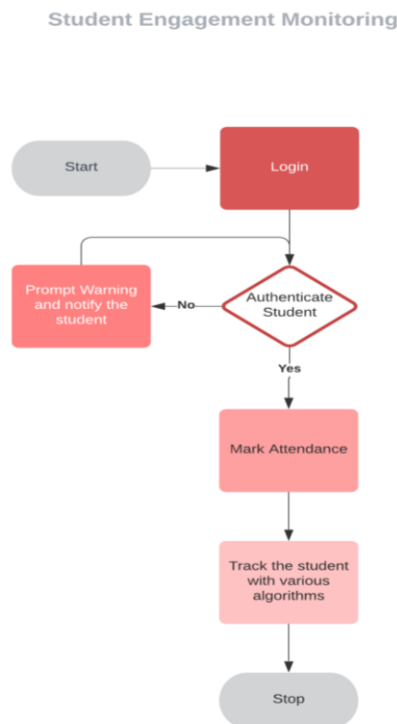 Student Engagement Monitoring
Start
Login
Prompt Warning
and notify the
student
No
Authenticate
Student
Yes
Mark Attendance
Track the student
with various
algorithms
Stop